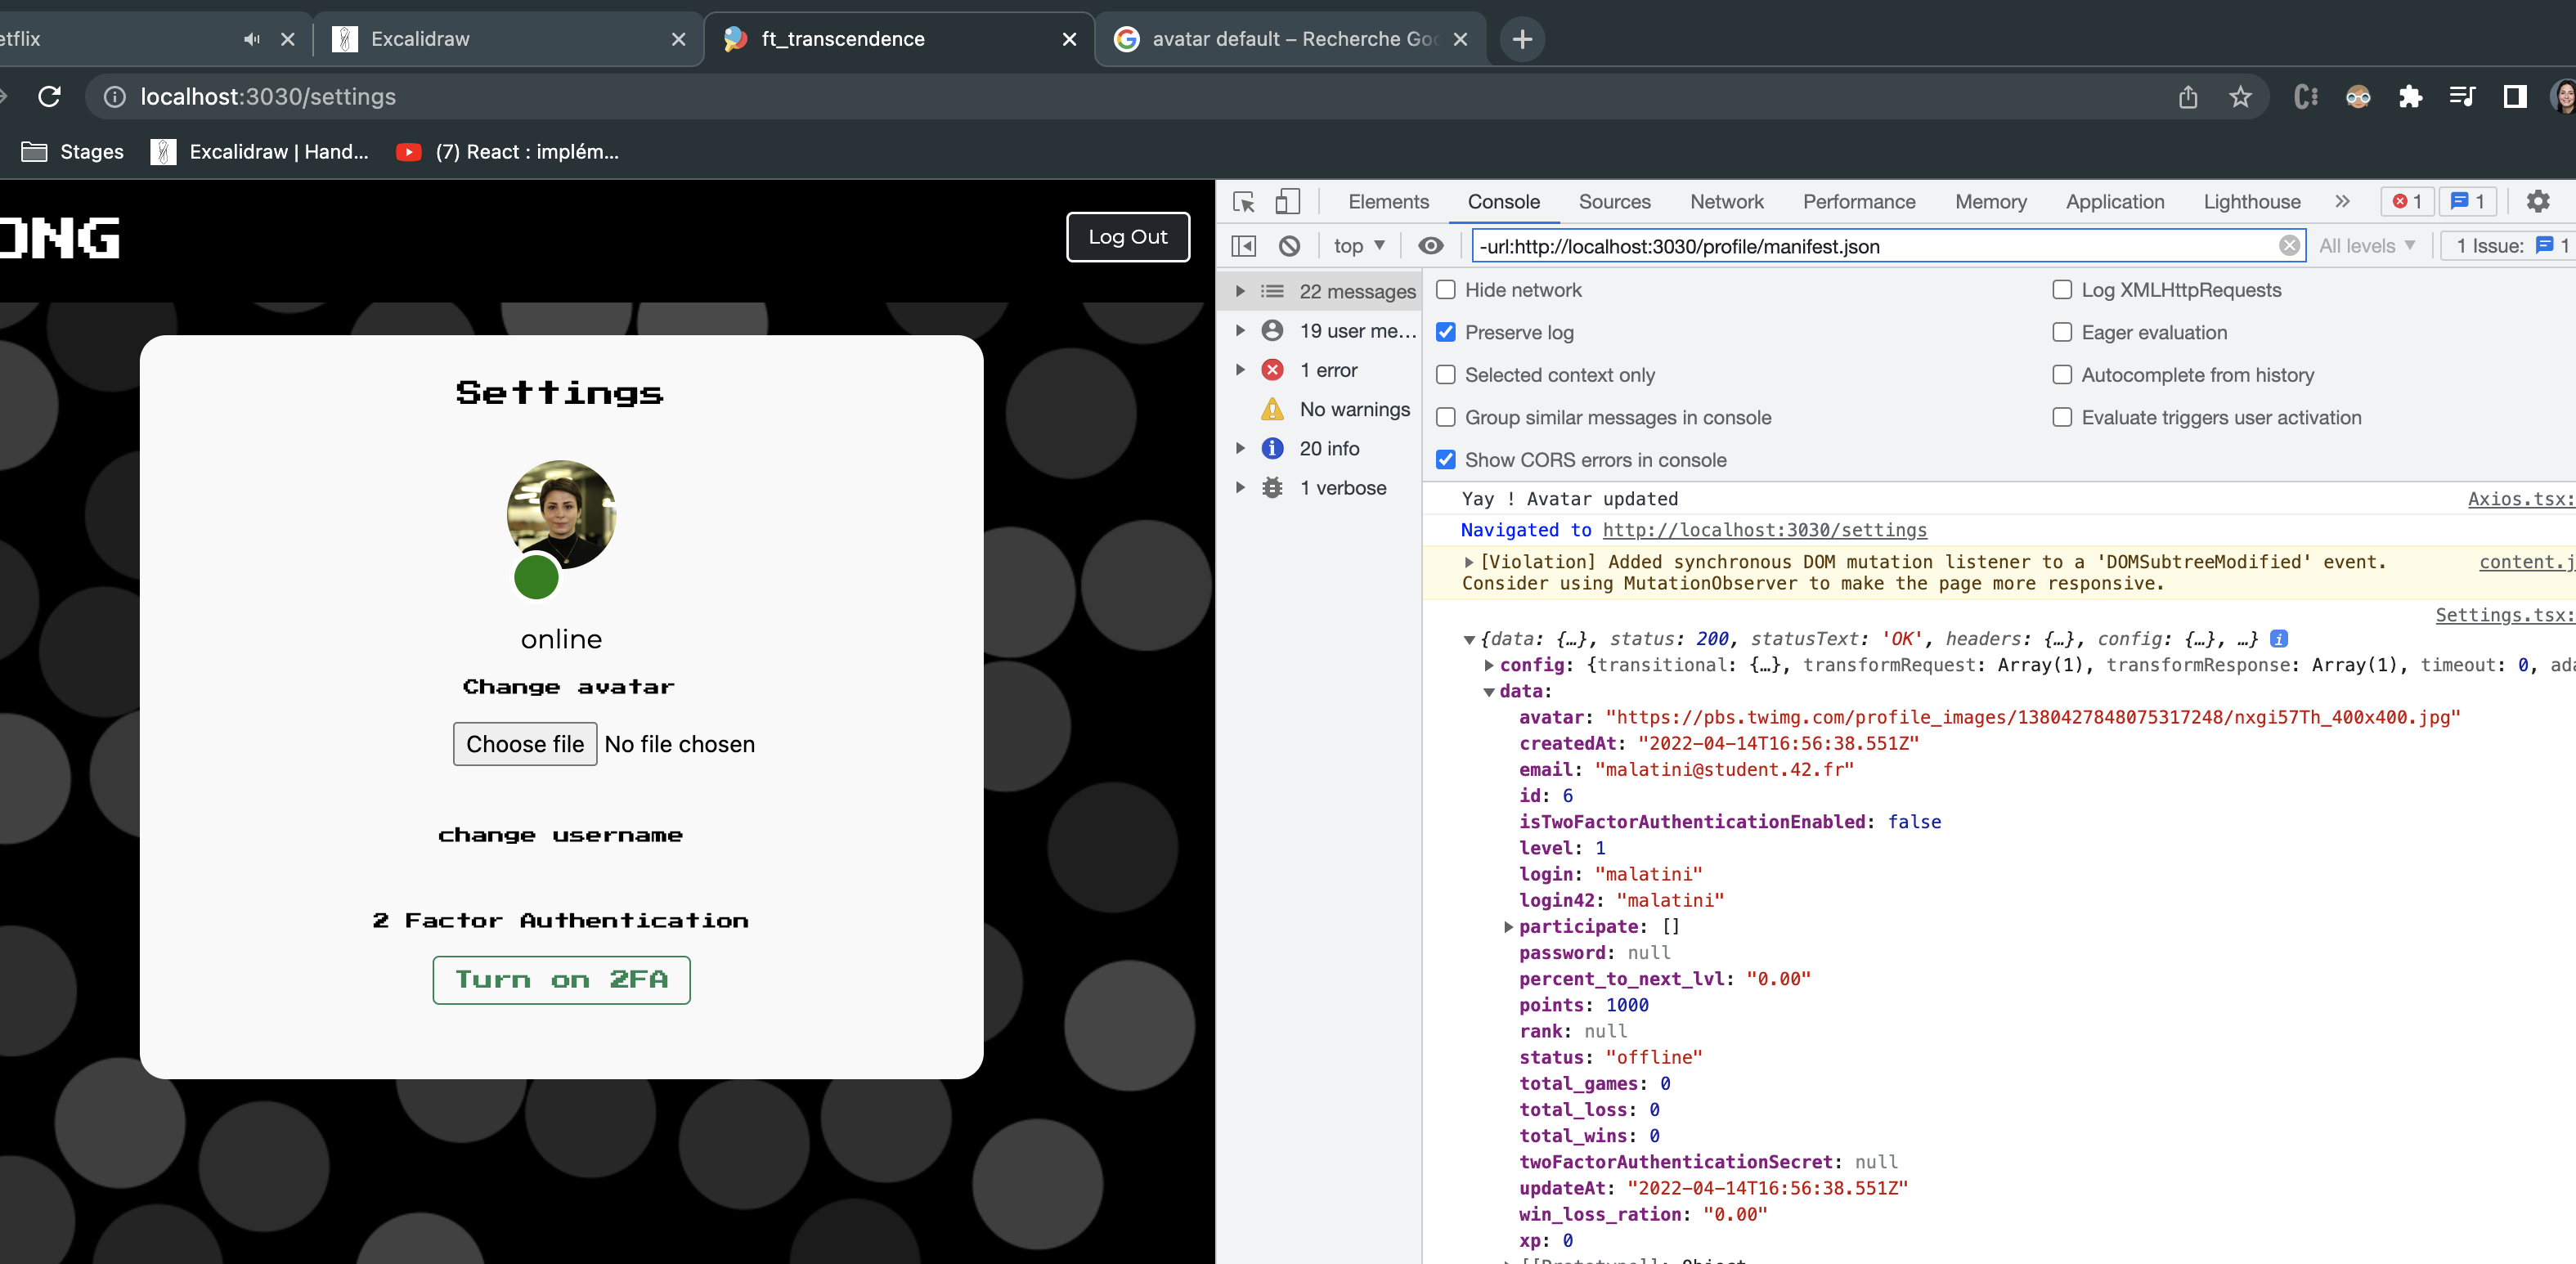 etflix
Excalidraw
ft_transcendence
avatar default – Recherche Goo
localhost:3030/settings
Stages
Excalidraw | Hand...
(7) React : implém...
ONG
Log Out
Settings
online
Change avatar
Choose file No file chosen
change username
2 Factor Authentication
Turn on 2FA
Elements
Console
Sources
Network
Performance
Memory
Application
Lighthouse
1
1
top
-url:http://localhost:3030/profile/manifest.json
All levels
1 Issue: 1
22 messages
19 user me...
1 error
No warnings
20 info
1 verbose
Hide network
Log XMLHttpRequests
Preserve log
Eager evaluation
Selected context only
Autocomplete from history
Group similar messages in console
Evaluate triggers user activation
Show CORS errors in console
Yay ! Avatar updated
Axios.tsx:
Navigated to http://localhost:3030/settings
[Violation] Added synchronous DOM mutation listener to a 'DOMSubtreeModified' event.
content.j
Consider using MutationObserver to make the page more responsive.
Settings.tsx:
{data: {…}, status: 200, statusText: 'OK', headers: {…}, config: {…}, …}
config: {transitional: {…}, transformRequest: Array(1), transformResponse: Array(1), timeout: 0, ada
data:
avatar: "https://pbs.twimg.com/profile_images/1380427848075317248/nxgi57Th_400x400.jpg"
createdAt: "2022-04-14T16:56:38.551Z"
email: "malatini@student.42.fr"
id: 6
isTwoFactorAuthenticationEnabled: false
level: 1
login: "malatini"
login42: "malatini"
participate: []
password: null
percent_to_next_lvl: "0.00"
points: 1000
rank: null
status: "offline"
total_games: 0
total_loss: 0
total_wins: 0
twoFactorAuthenticationSecret: null
updateAt: "2022-04-14T16:56:38.551Z"
win_loss_ration: "0.00"
xp: 0
[[Prototype]]: Object